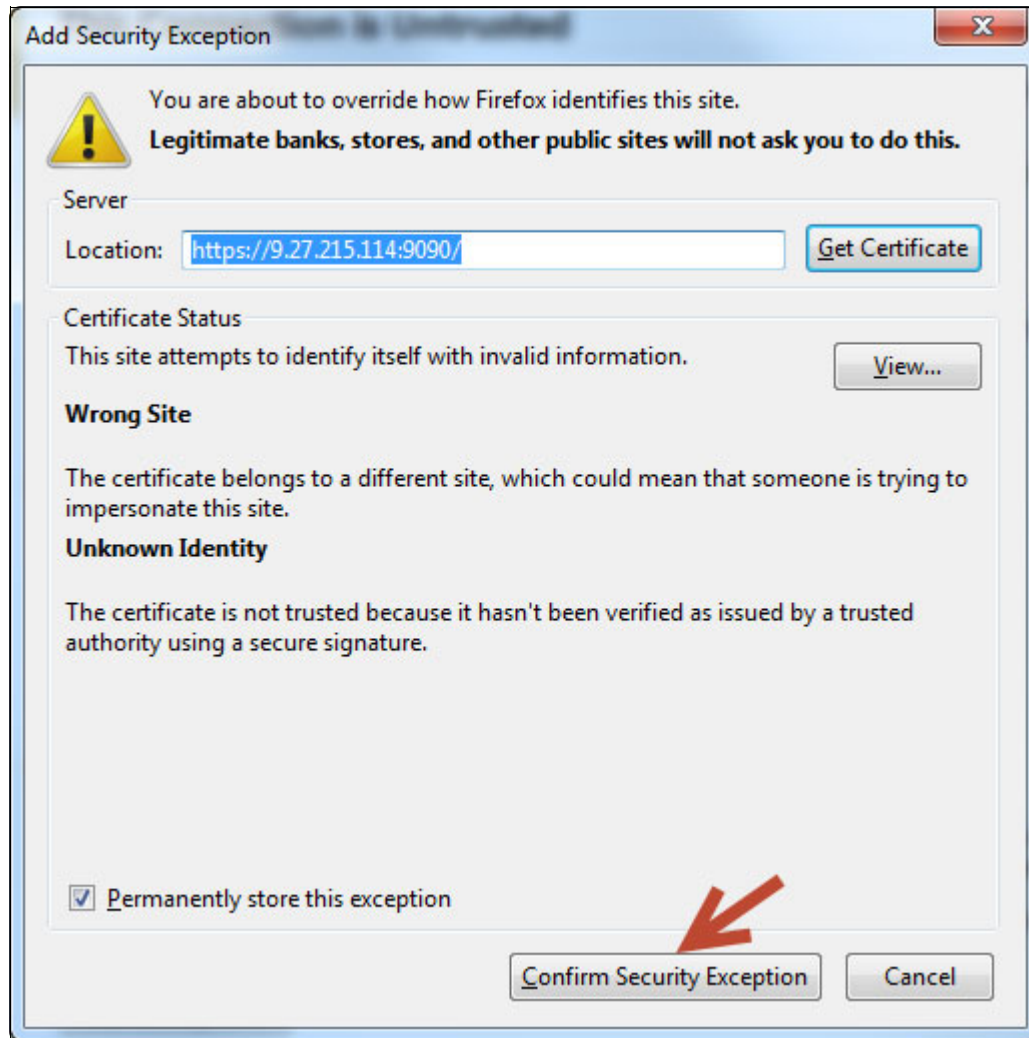 Add Security Exception
You are about to override how Firefox identifies this site.
Legitimate banks, stores, and other public sites will not ask you to do this.
Server
Location: https://9.27.215.114:9090/ Get Certificate
Certificate Status
This site attempts to identify itself with invalid information. View...
Wrong Site
The certificate belongs to a different site, which could mean that someone is trying to
impersonate this site.
Unknown Identity
The certificate is not trusted because it hasn't been verified as issued by a trusted
authority using a secure signature.
Permanently store this exception
Confirm Security Exception Cancel